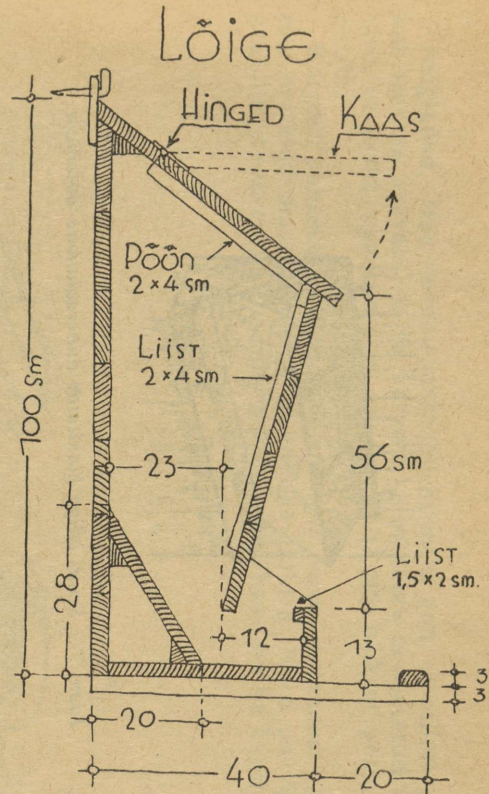 LÕIGE
HINGED
KAAS
PÕÕN
2×4 sm
LIIST
2×4 sm
100 sm
23
56 sm
28
LIIST
1,5×2 sm.
12
13
3
3
20
40
20